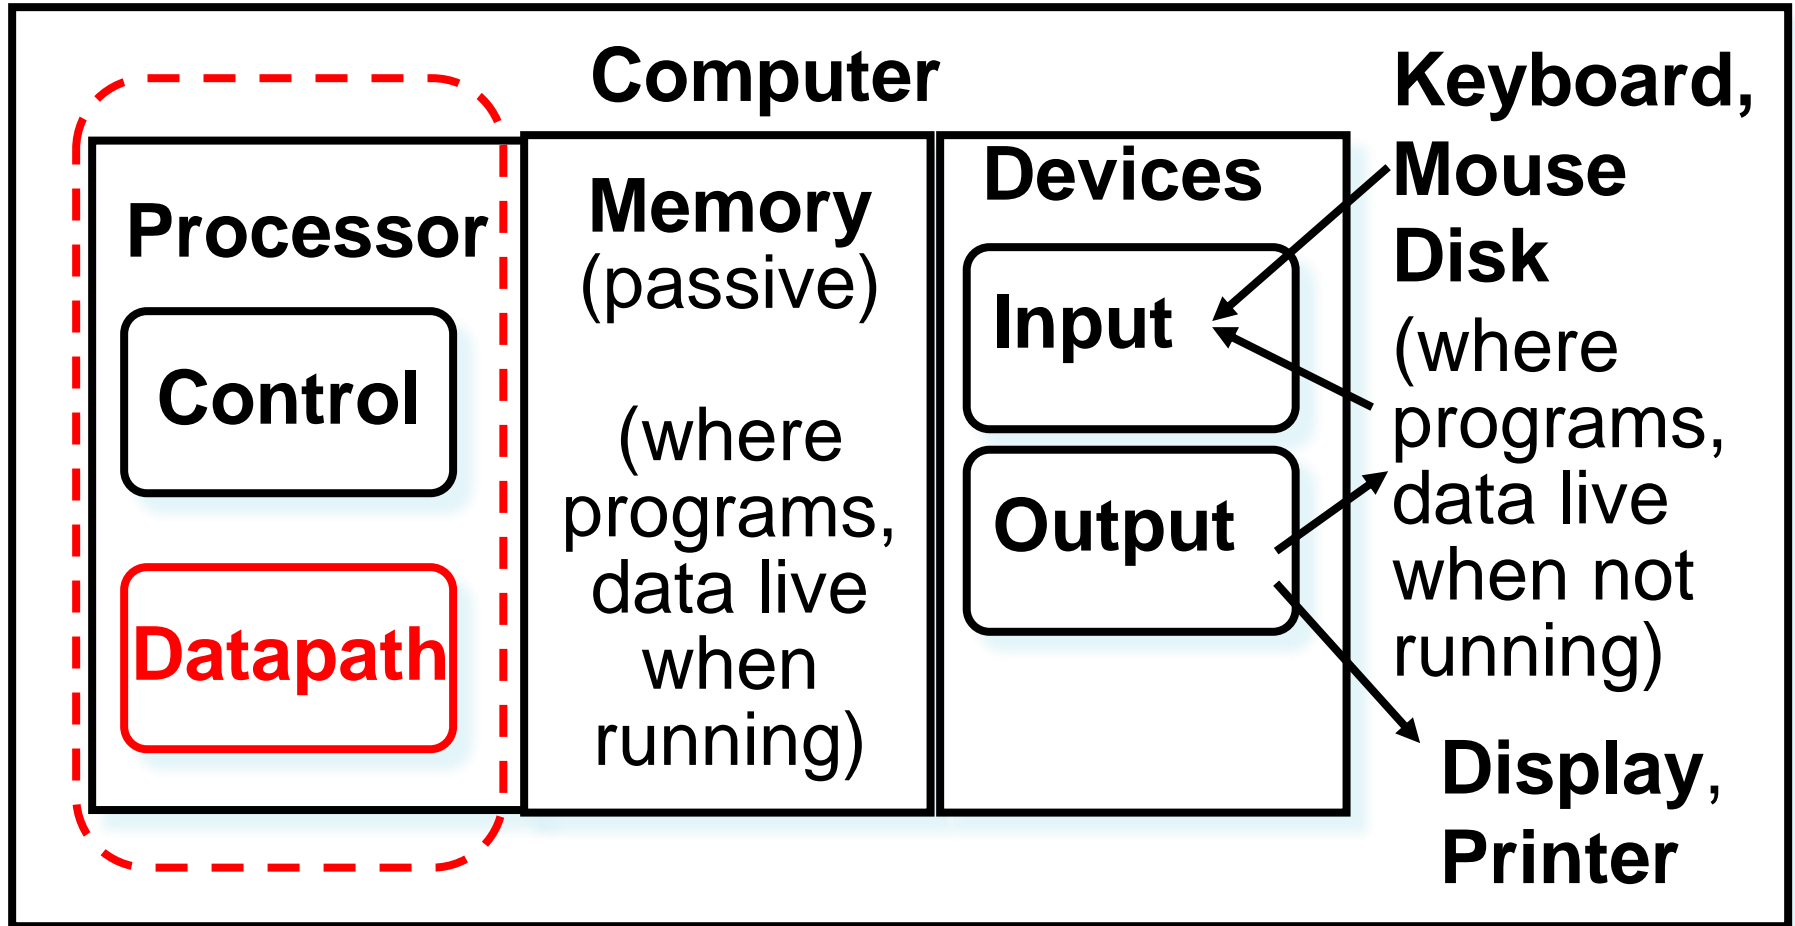 Computer
Processor
Control
Datapath
Memory
(passive)
(where
programs,
data live
when
running)
Devices
Input
Output
Keyboard,
Mouse
Disk
(where
programs,
data live
when not
running)
Display,
Printer